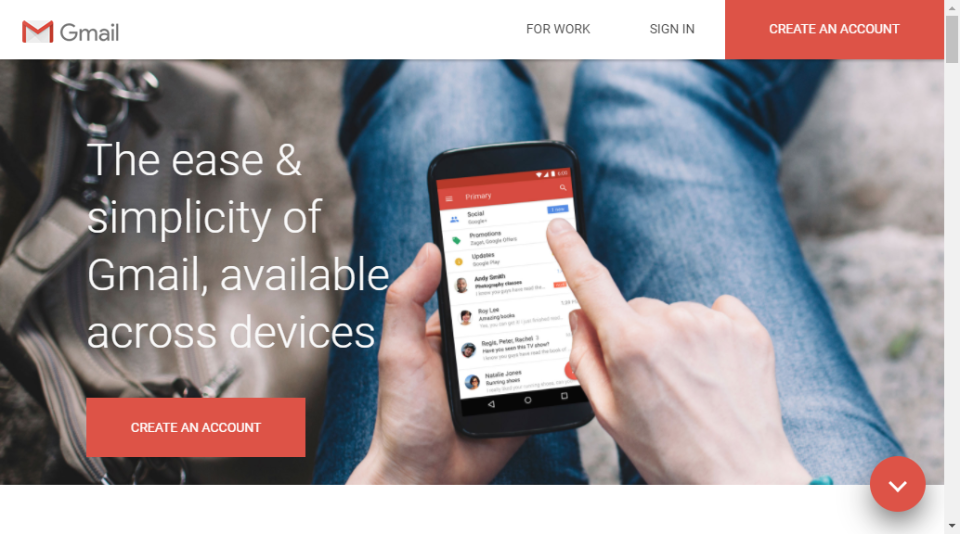 Gmail
FOR WORK
SIGN IN
CREATE AN ACCOUNT
The ease &
simplicity of
Gmail, available
across devices
CREATE AN ACCOUNT
Primary
Social
Google+
Promotions
Zagat, Google Offers
Updates
Google Play
Andy Smith
Photography classes
Roy Lee
Amazing books
Regis, Peter, Rachel 3
Have you seen this TV show?
Natalie Jones
Running shoes